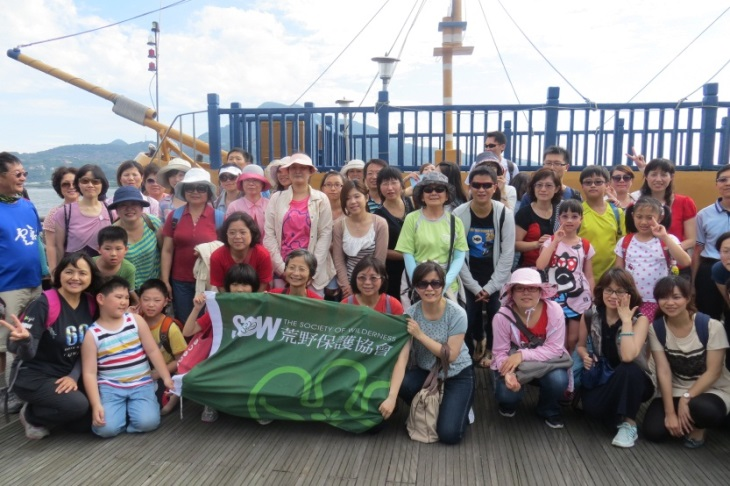 SOW THE SOCIETY OF WILDERNESS
荒野保護協會